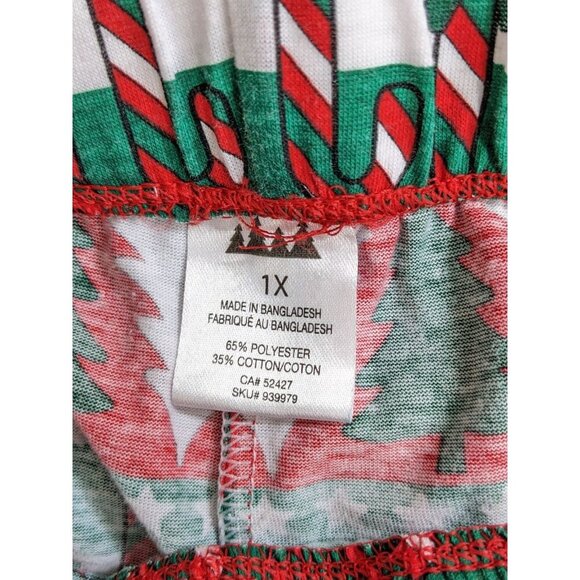 1X
MADE IN BANGLADESH
FABRIQUÉ AU BANGLADESH
65% POLYESTER
35% COTTON/COTON
CA# 52427
SKU# 939979